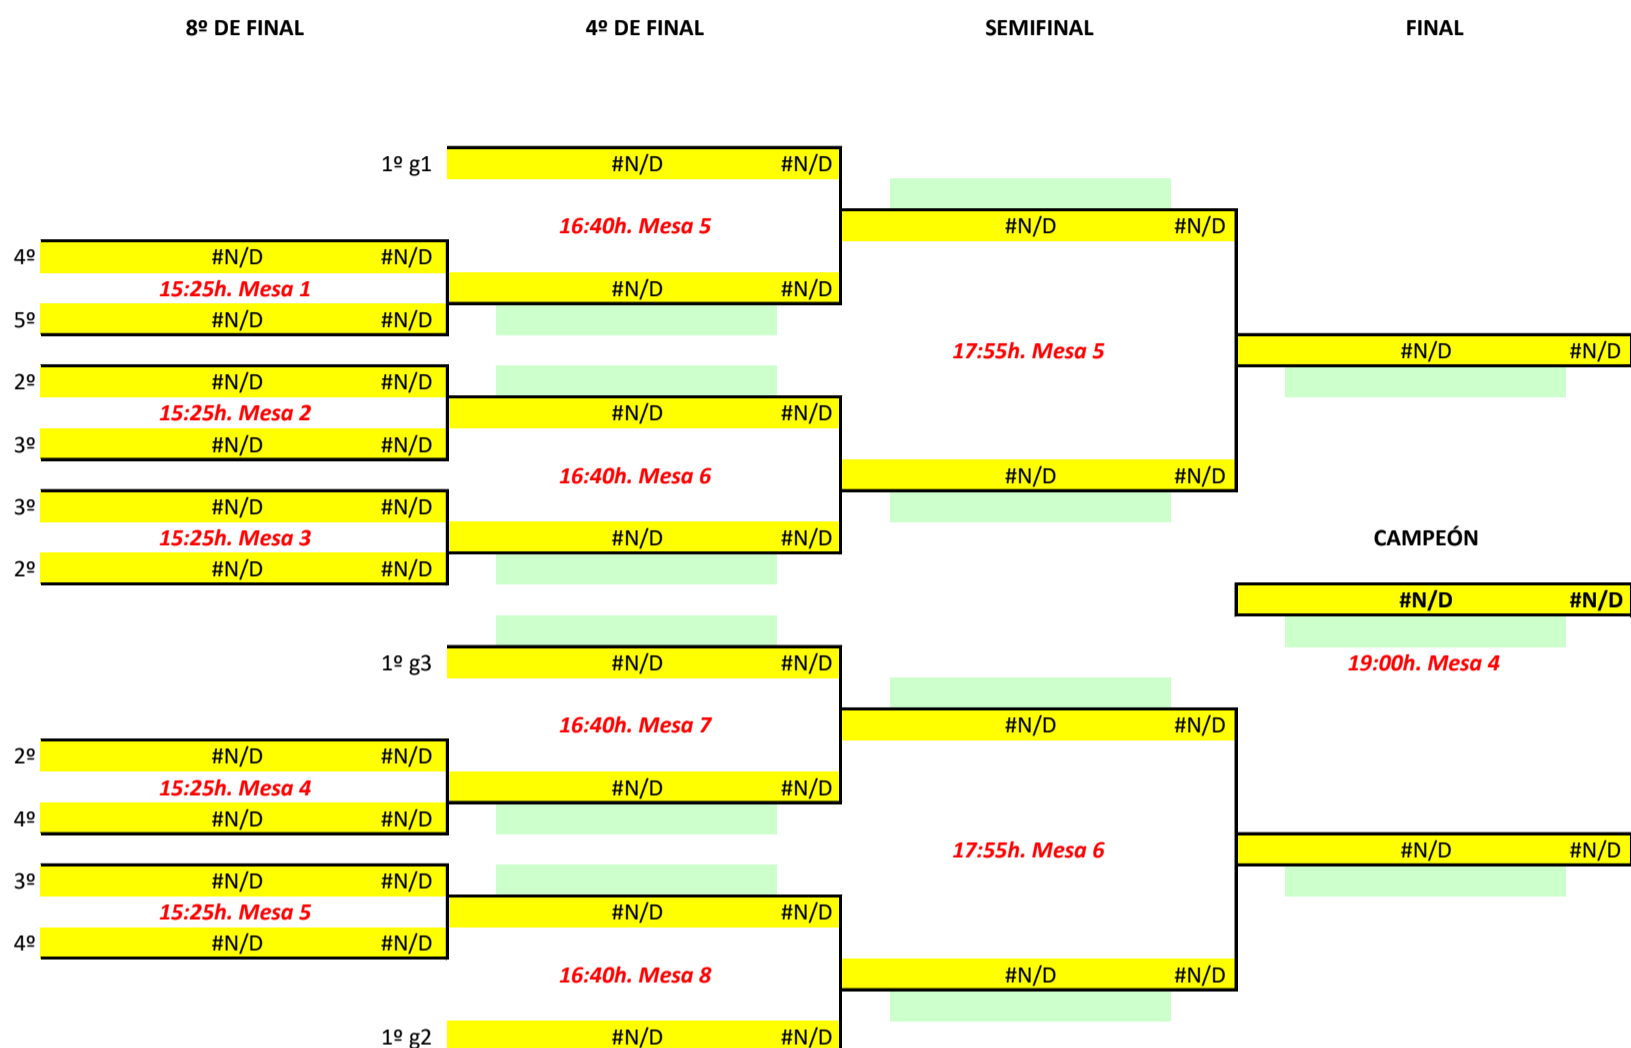 8º DE FINAL 4º DE FINAL SEMIFINAL FINAL
1º g1 #N/D #N/D
16:40h. Mesa 5 #N/D #N/D
4º #N/D #N/D
15:25h. Mesa 1 #N/D #N/D
5º #N/D #N/D
17:55h. Mesa 5 #N/D #N/D
2º #N/D #N/D
15:25h. Mesa 2 #N/D #N/D
3º #N/D #N/D
16:40h. Mesa 6 #N/D #N/D
3º #N/D #N/D
15:25h. Mesa 3 #N/D #N/D CAMPEÓN
2º #N/D #N/D
#N/D #N/D
1º g3 #N/D #N/D 19:00h. Mesa 4
16:40h. Mesa 7 #N/D #N/D
2º #N/D #N/D
15:25h. Mesa 4 #N/D #N/D
4º #N/D #N/D
17:55h. Mesa 6 #N/D #N/D
3º #N/D #N/D
15:25h. Mesa 5 #N/D #N/D
4º #N/D #N/D
16:40h. Mesa 8 #N/D #N/D
1º g2 #N/D #N/D